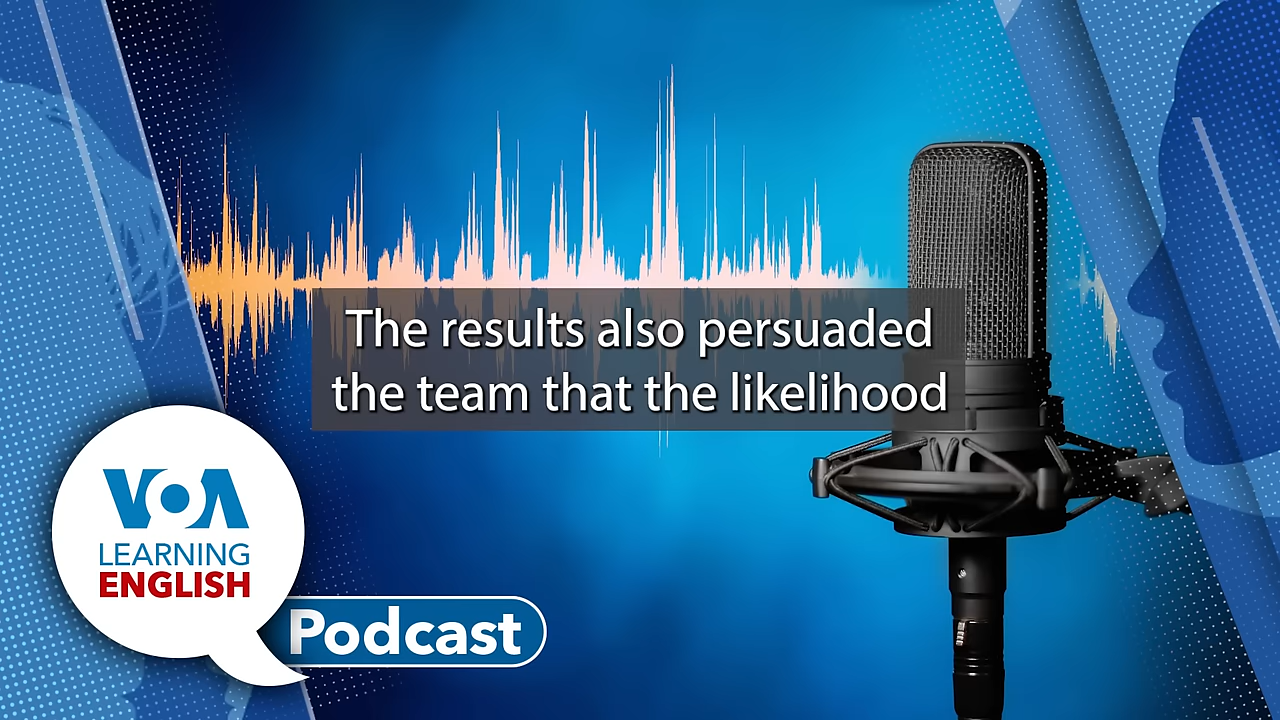 The results also persuaded
the team that the likelihood
VOA
LEARNING
ENGLISH
Podcast